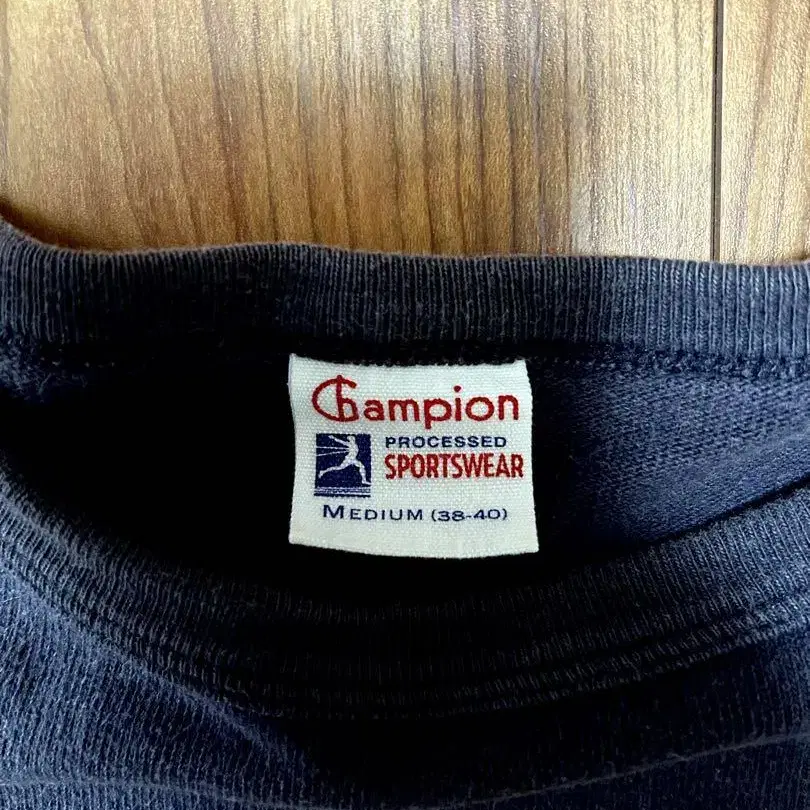 Champion
PROCESSED
SPORTSWEAR
MEDIUM (38-40)